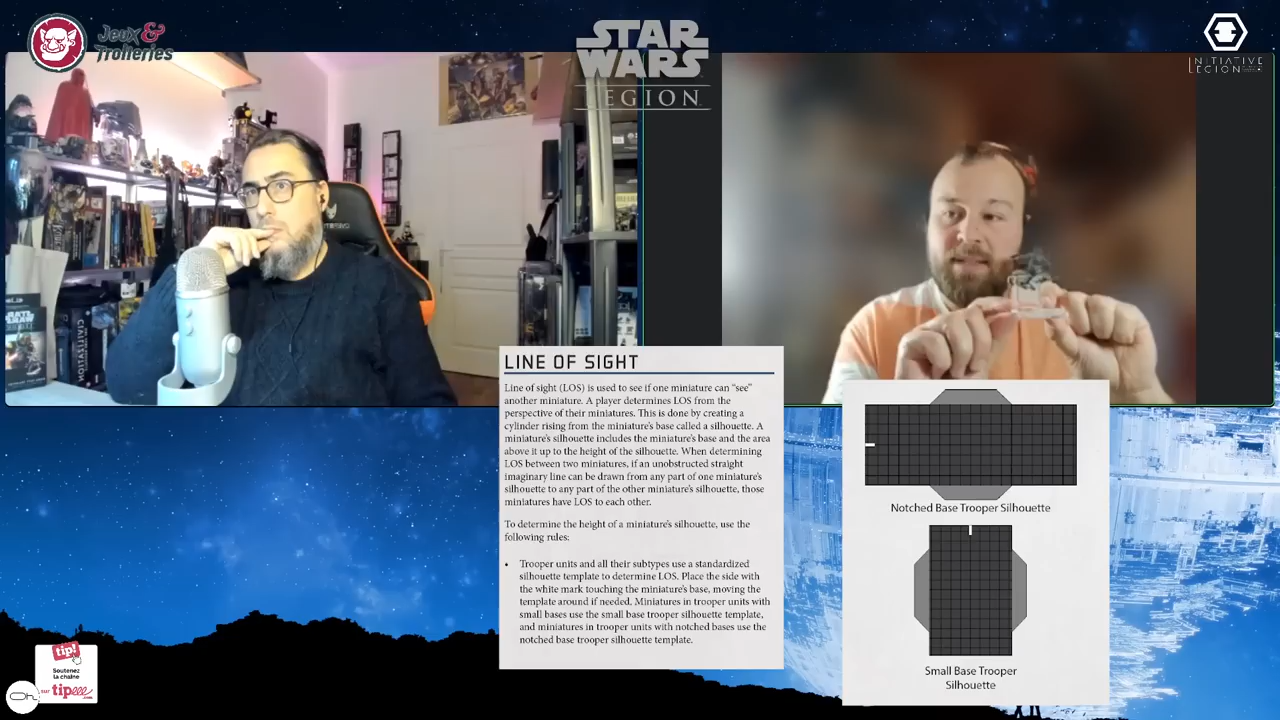 Jeux &
Trolleries
STAR
WARS
LEGION
INITIATIVE
LEGION
CIVILISATION
LINE OF SIGHT
Line of sight (LOS) is used to see if one miniature can “see”
another miniature. A player determines LOS from the
perspective of their miniatures. This is done by creating a
cylinder rising from the miniature’s base called a silhouette. A
miniature’s silhouette includes the miniature’s base and the area
above it up to the height of the silhouette. When determining
LOS between two miniatures, if an unobstructed straight
imaginary line can be drawn from any part of one miniature’s
silhouette to any part of the other miniature’s silhouette, those
miniatures have LOS to each other.
To determine the height of a miniature’s silhouette, use the
following rules:
• Trooper units and all their subtypes use a standardized
silhouette template to determine LOS. Place the side with
the white mark touching the miniature’s base, moving the
template around if needed. Miniatures in trooper units with
small bases use the small base trooper silhouette template,
and miniatures in trooper units with notched bases use the
notched base trooper silhouette template.
Notched Base Trooper Silhouette
Small Base Trooper
Silhouette
tip!
Soutenez
la chaîne
sur tipeee
.com